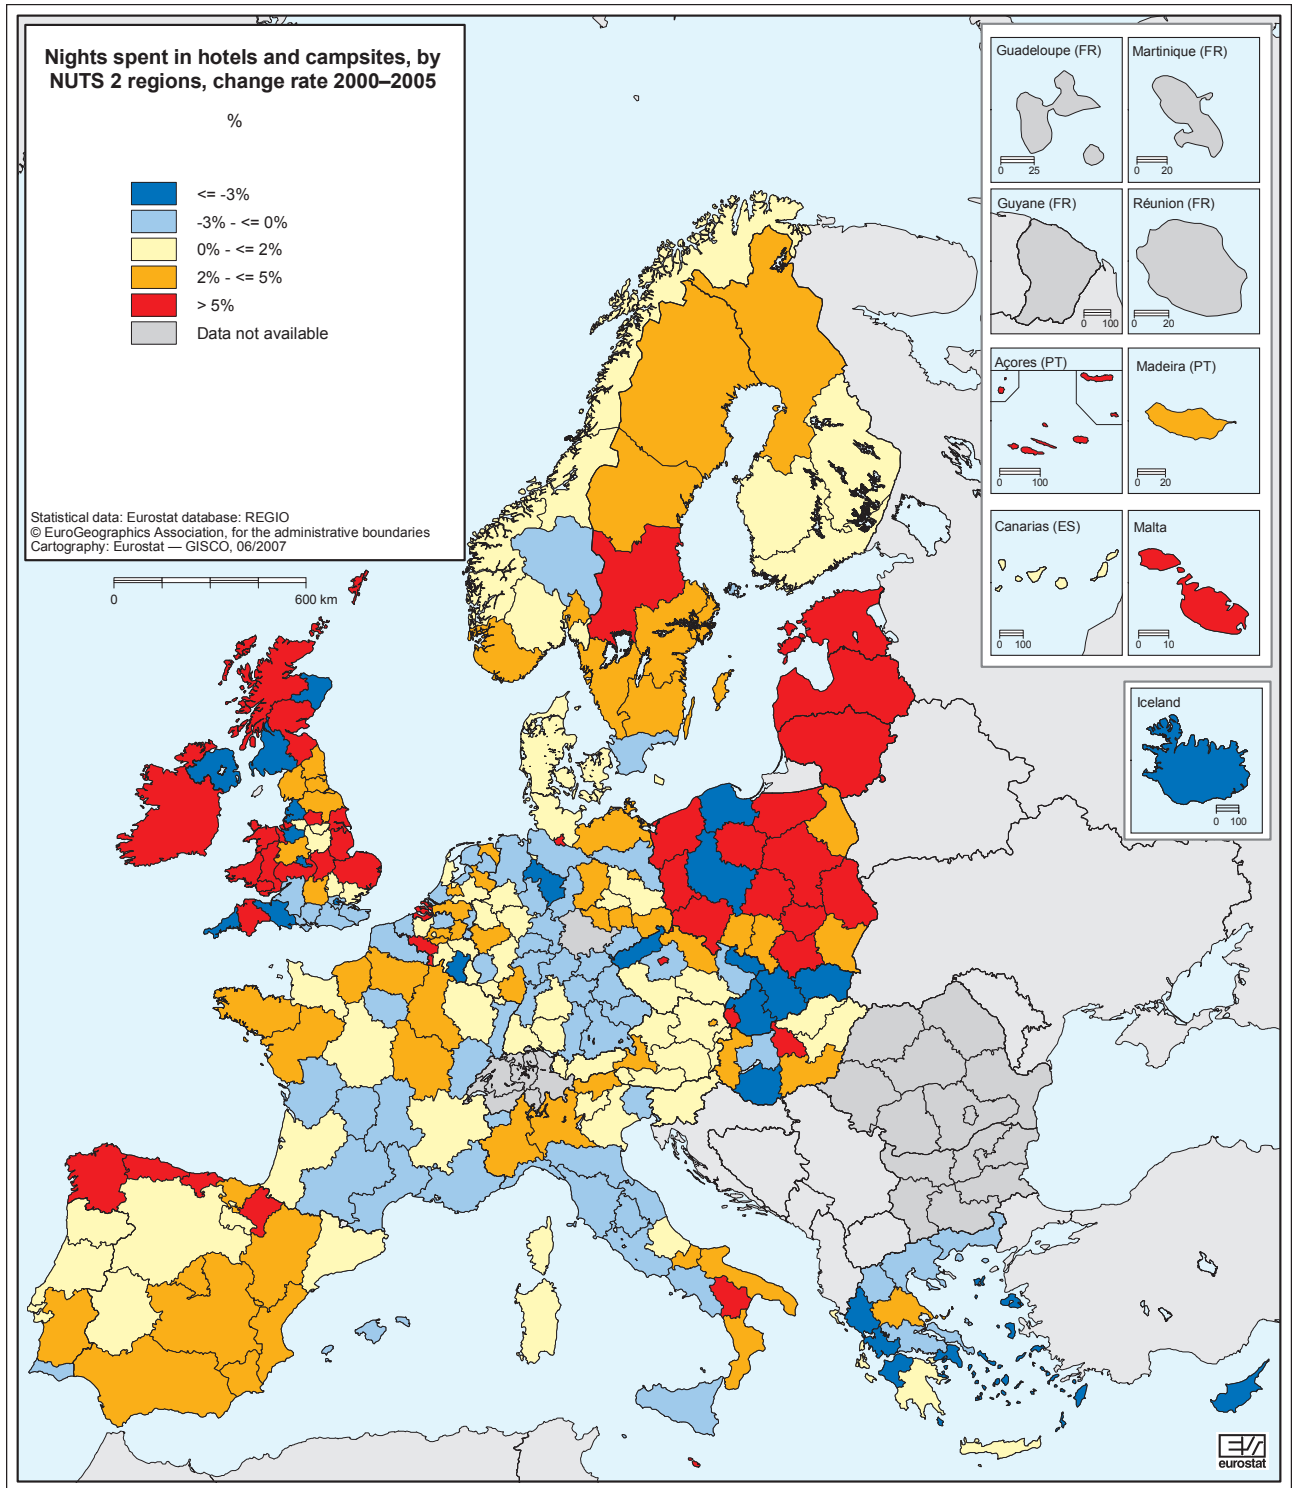 Nights spent in hotels and campsites, by
NUTS 2 regions, change rate 2000–2005
%
<= -3%
-3% - <= 0%
0% - <= 2%
2% - <= 5%
> 5%
Data not available
Statistical data: Eurostat database: REGIO
© EuroGeographics Association, for the administrative boundaries
Cartography: Eurostat — GISCO, 06/2007
0 600 km
Guadeloupe (FR)
0 25
Martinique (FR)
0 20
Guyane (FR)
0 100
Réunion (FR)
0 20
Açores (PT)
0 100
Madeira (PT)
0 20
Canarias (ES)
0 100
Malta
0 10
Iceland
0 100
eurostat